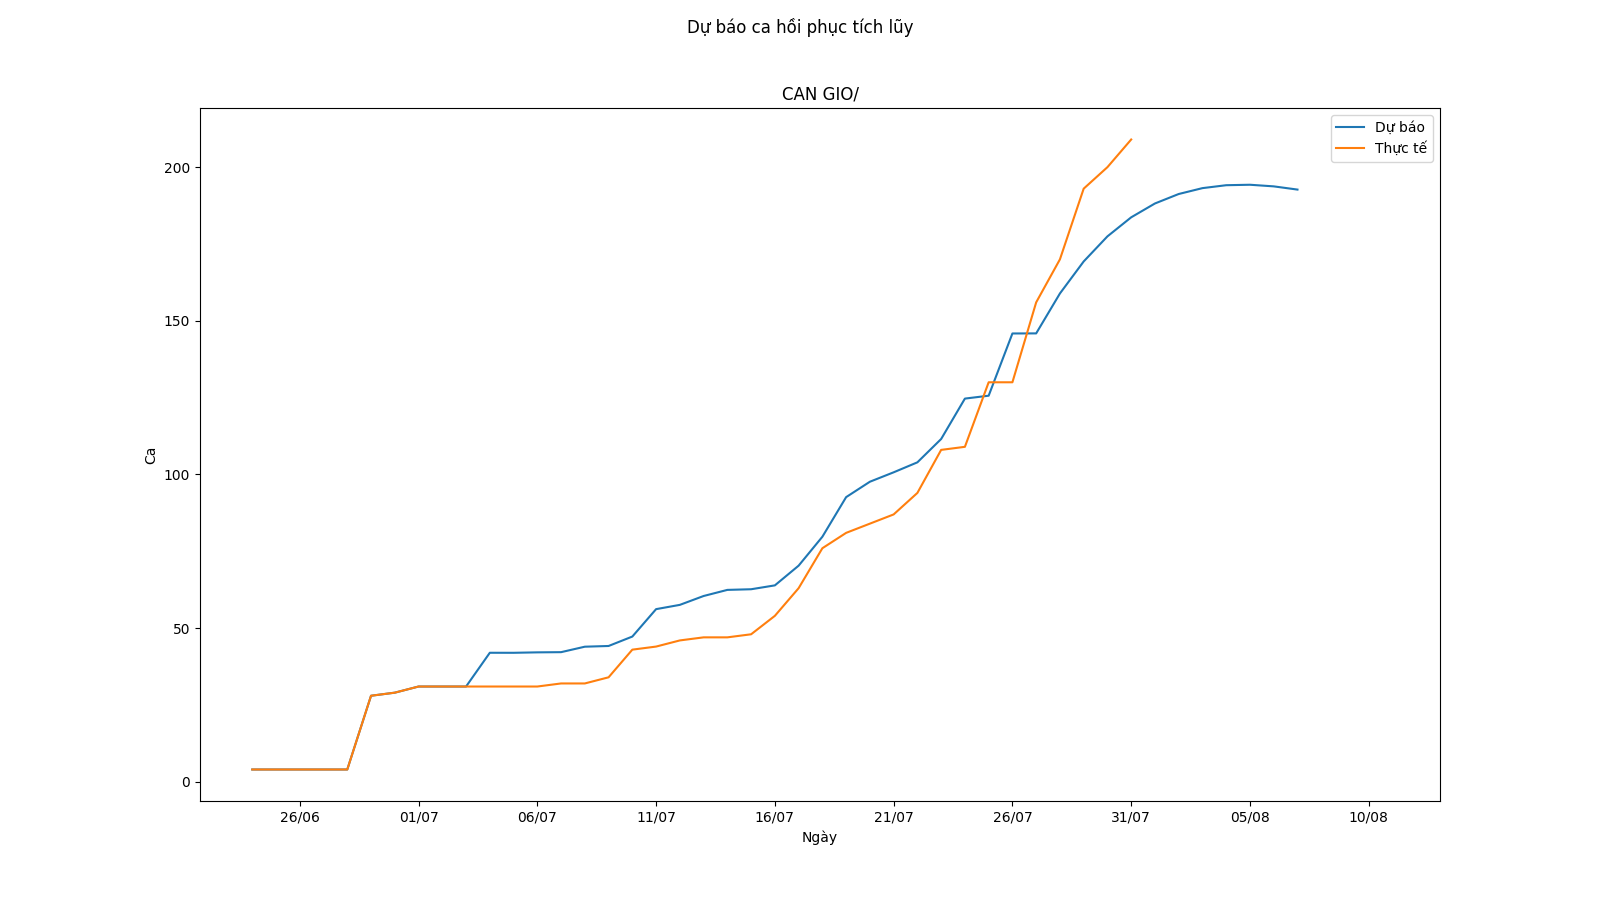 Dự báo ca hồi phục tích lũy
CAN GIO/
Dự báo
Thực tế
200
150
100
50
0
Ca
26/06
01/07
06/07
11/07
16/07
21/07
26/07
31/07
05/08
10/08
Ngày